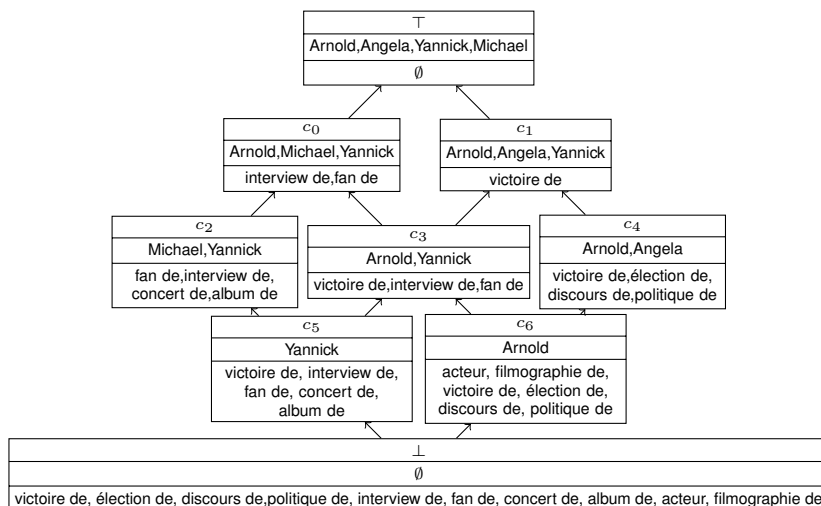 ⊤
Arnold,Angela,Yannick,Michael
∅
c₀
Arnold,Michael,Yannick
interview de,fan de
c₁
Arnold,Angela,Yannick
victoire de
c₂
Michael,Yannick
fan de,interview de,
concert de,album de
c₃
Arnold,Yannick
victoire de,interview de,fan de
c₄
Arnold,Angela
victoire de,élection de,
discours de,politique de
c₅
Yannick
victoire de, interview de,
fan de, concert de,
album de
c₆
Arnold
acteur, filmographie de,
victoire de, élection de,
discours de, politique de
⊥
∅
victoire de, élection de, discours de,politique de, interview de, fan de, concert de, album de, acteur, filmographie de